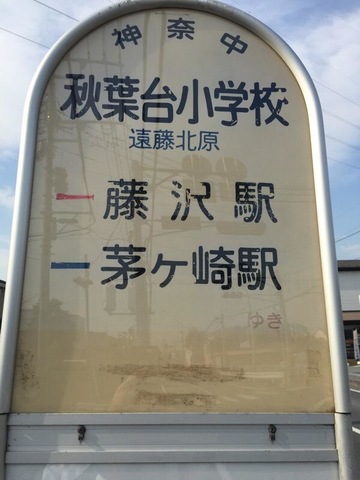 神奈中
秋葉台小学校
遠藤北原
藤沢駅
茅ヶ崎駅
ゆき